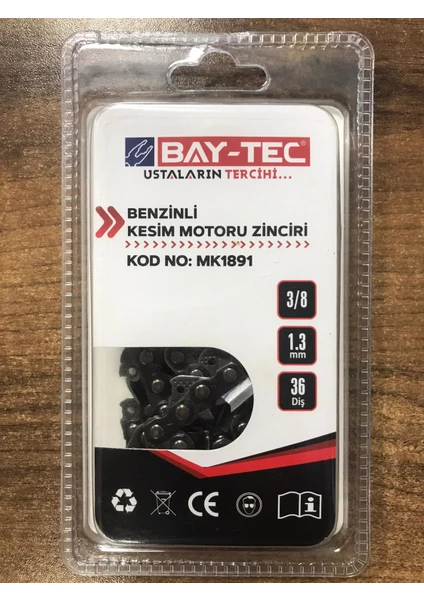 BAY-TEC®
USTALARIN TERCİHİ...
BENZİNLİ
KESİM MOTORU ZİNCİRİ
KOD NO: MK1891
3/8
1.3
mm
36
Diş
CE
i